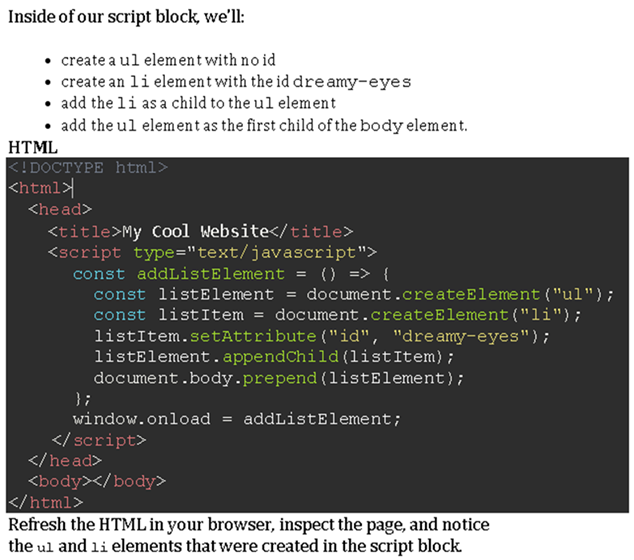 Inside of our script block, we'll:
• create a ul element with no id
• create an li element with the id dreamy-eyes
• add the li as a child to the ul element
• add the ul element as the first child of the body element.
HTML
<!DOCTYPE html>
<html>
<head>
<title>My Cool Website</title>
<script type="text/javascript">
const addListElement = () => {
const listElement = document.createElement("ul");
const listItem = document.createElement("li");
listItem.setAttribute("id", "dreamy-eyes");
listElement.appendChild(listItem);
document.body.prepend(listElement);
};
window.onload = addListElement;
</script>
</head>
<body></body>
</html>
Refresh the HTML in your browser, inspect the page, and notice
the ul and li elements that were created in the script block.